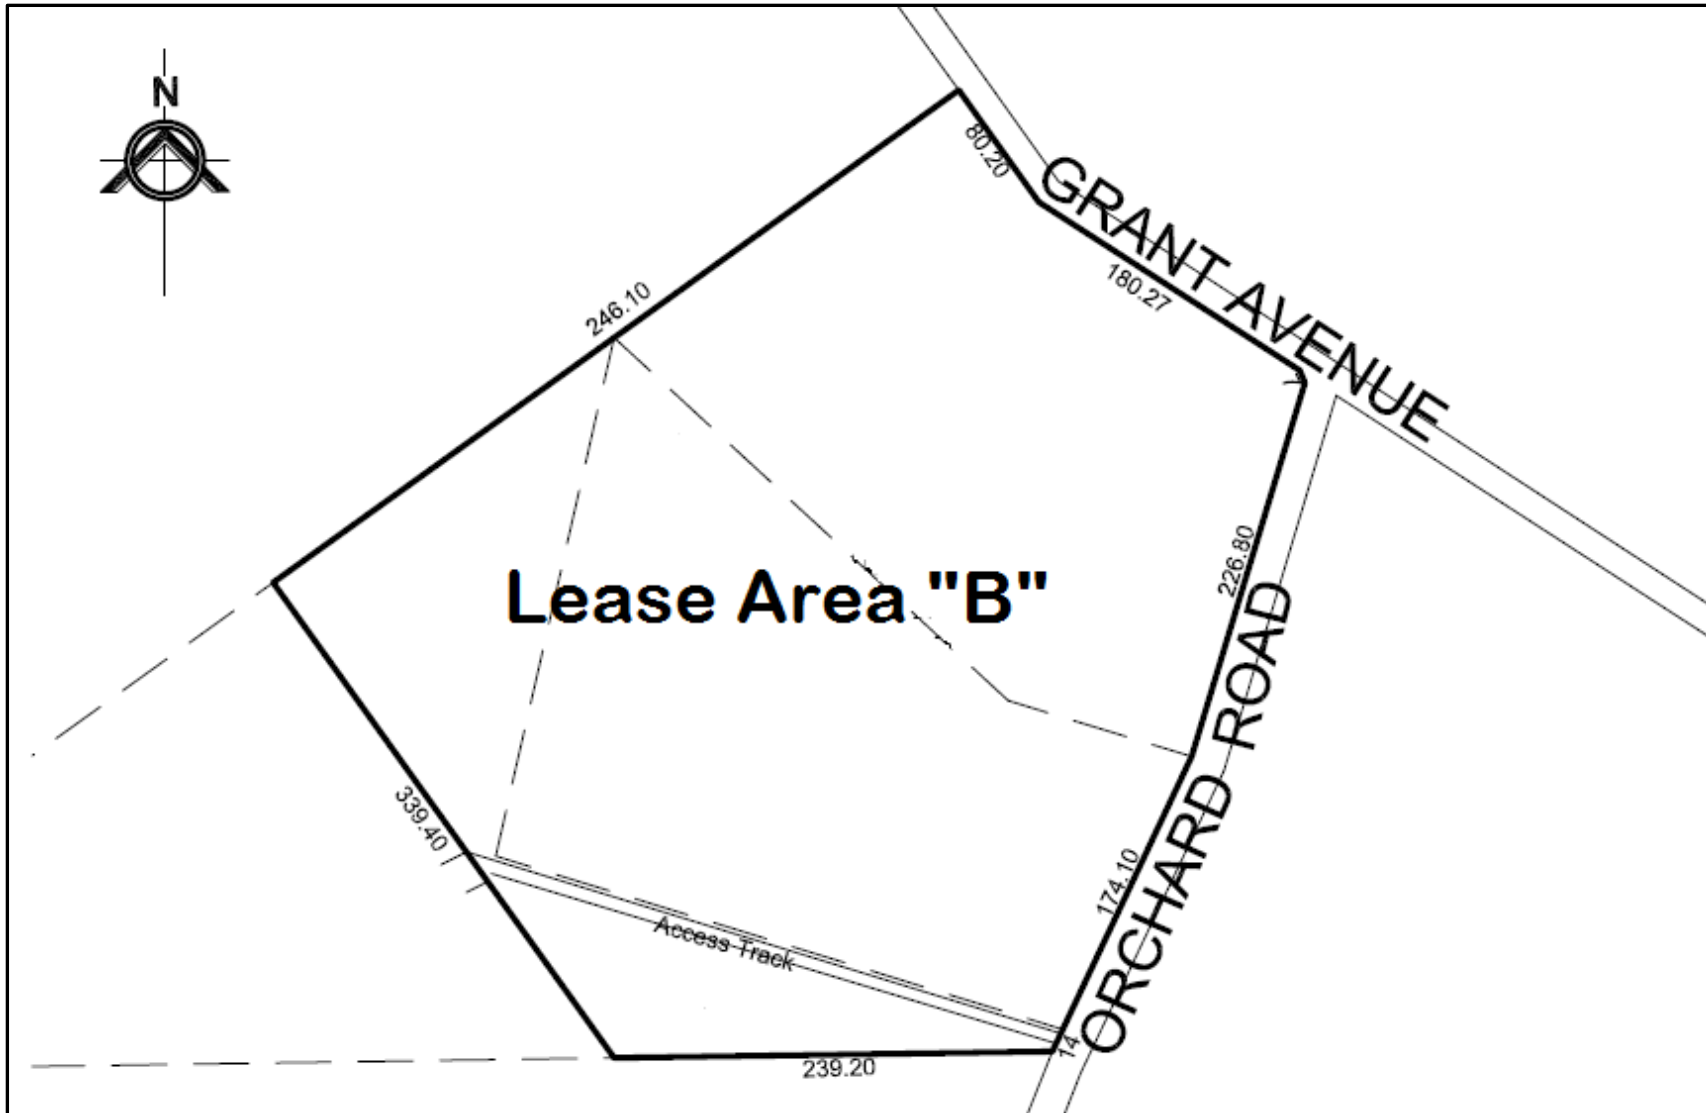 N
80.20
GRANT AVENUE
180.27
7
246.10
226.80
Lease Area "B"
ORCHARD ROAD
339.40
174.10
Access Track
14
239.20